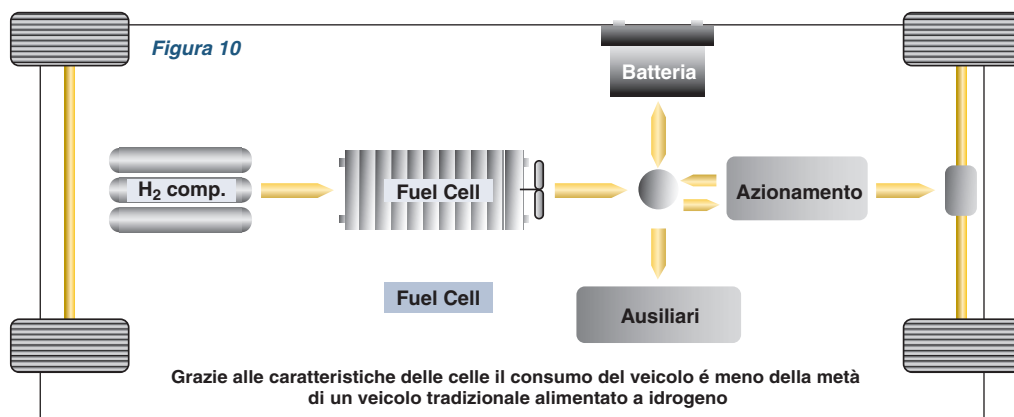 Figura 10
Batteria
H₂ comp.
Fuel Cell
Azionamento
Fuel Cell
Ausiliari
Grazie alle caratteristiche delle celle il consumo del veicolo é meno della metà
di un veicolo tradizionale alimentato a idrogeno